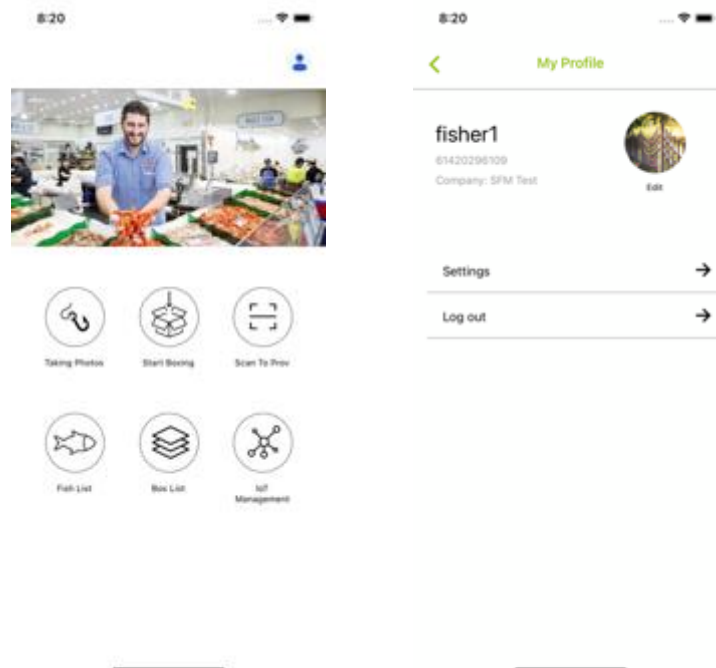 8:20
Taking Photos
Start Boxing
Scan To Prov
Fish List
Box List
IoT
Management
8:20
My Profile
fisher1
61420296109
Company: SFM Test
Edit
Settings
Log out